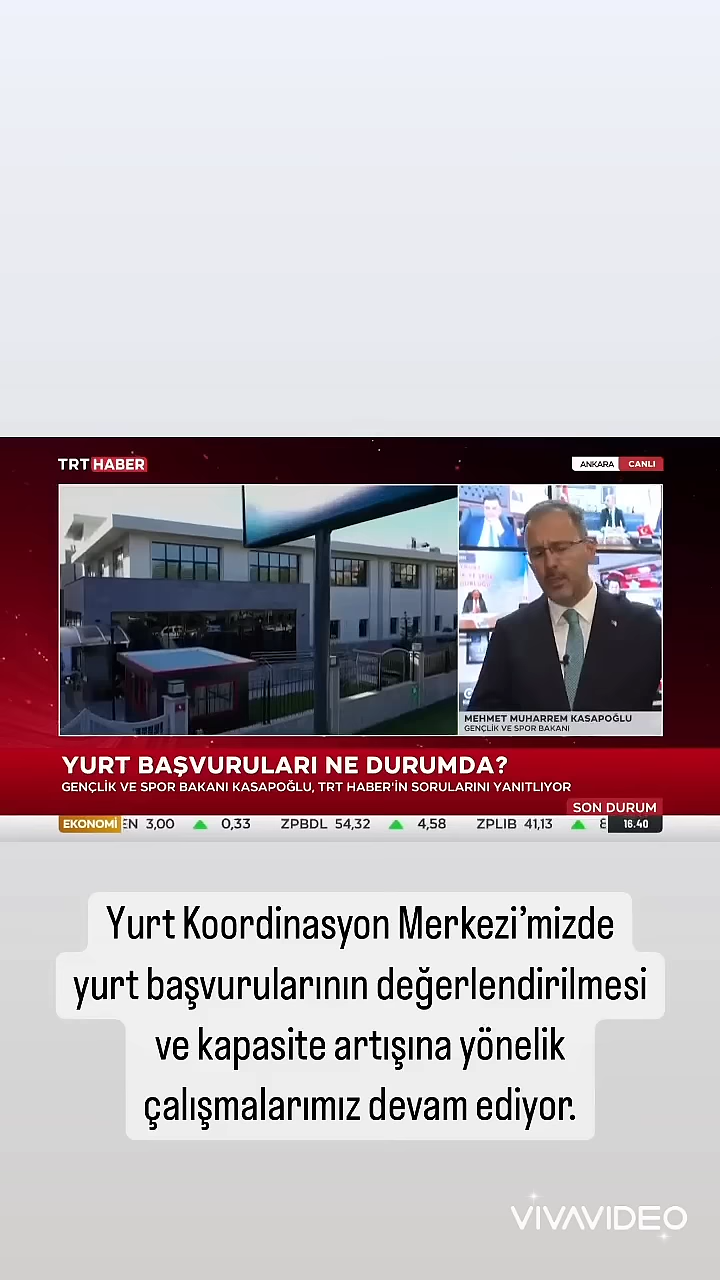 TRT HABER
ANKARA CANLI
MEHMET MUHARREM KASAPOĞLU
GENÇLİK VE SPOR BAKANI
YURT BAŞVURULARI NE DURUMDA?
GENÇLİK VE SPOR BAKANI KASAPOĞLU, TRT HABER'İN SORULARINI YANITLIYOR
SON DURUM
EKONOMİ EN 3,00 0,33 ZPBDL 54,32 4,58 ZPLIB 41,13 16.40
Yurt Koordinasyon Merkezi’mizde
yurt başvurularının değerlendirilmesi
ve kapasite artışına yönelik
çalışmalarımız devam ediyor.
VIVAVIDEO